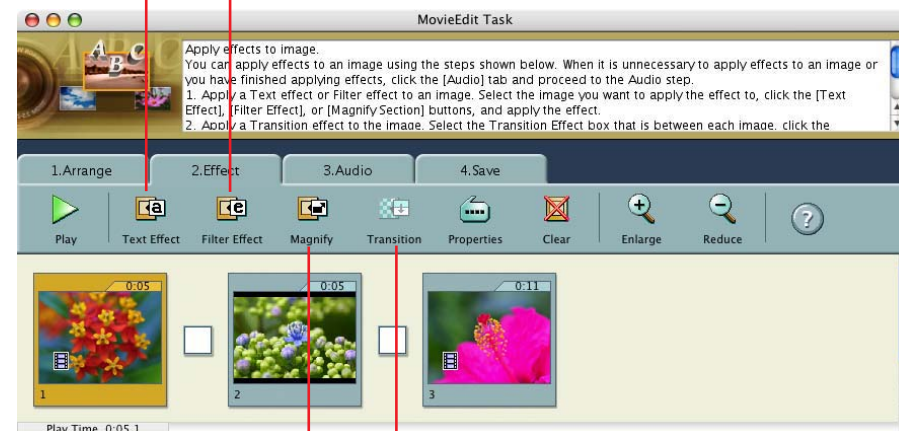 MovieEdit Task
ABC
Apply effects to image.
You can apply effects to an image using the steps shown below. When it is unnecessary to apply effects to an image or
you have finished applying effects, click the [Audio] tab and proceed to the Audio step.
1. Apply a Text effect or Filter effect to an image. Select the image you want to apply the effect to, click the [Text
Effect], [Filter Effect], or [Magnify Section] buttons, and apply the effect.
2. Apply a Transition effect to the image. Select the Transition Effect box that is between each image, click the
1.Arrange 2.Effect 3.Audio 4.Save
a e ?
Play Text Effect Filter Effect Magnify Transition Properties Clear Enlarge Reduce
0:05 0:05 0:11
1 2 3
Play Time 0:05.1